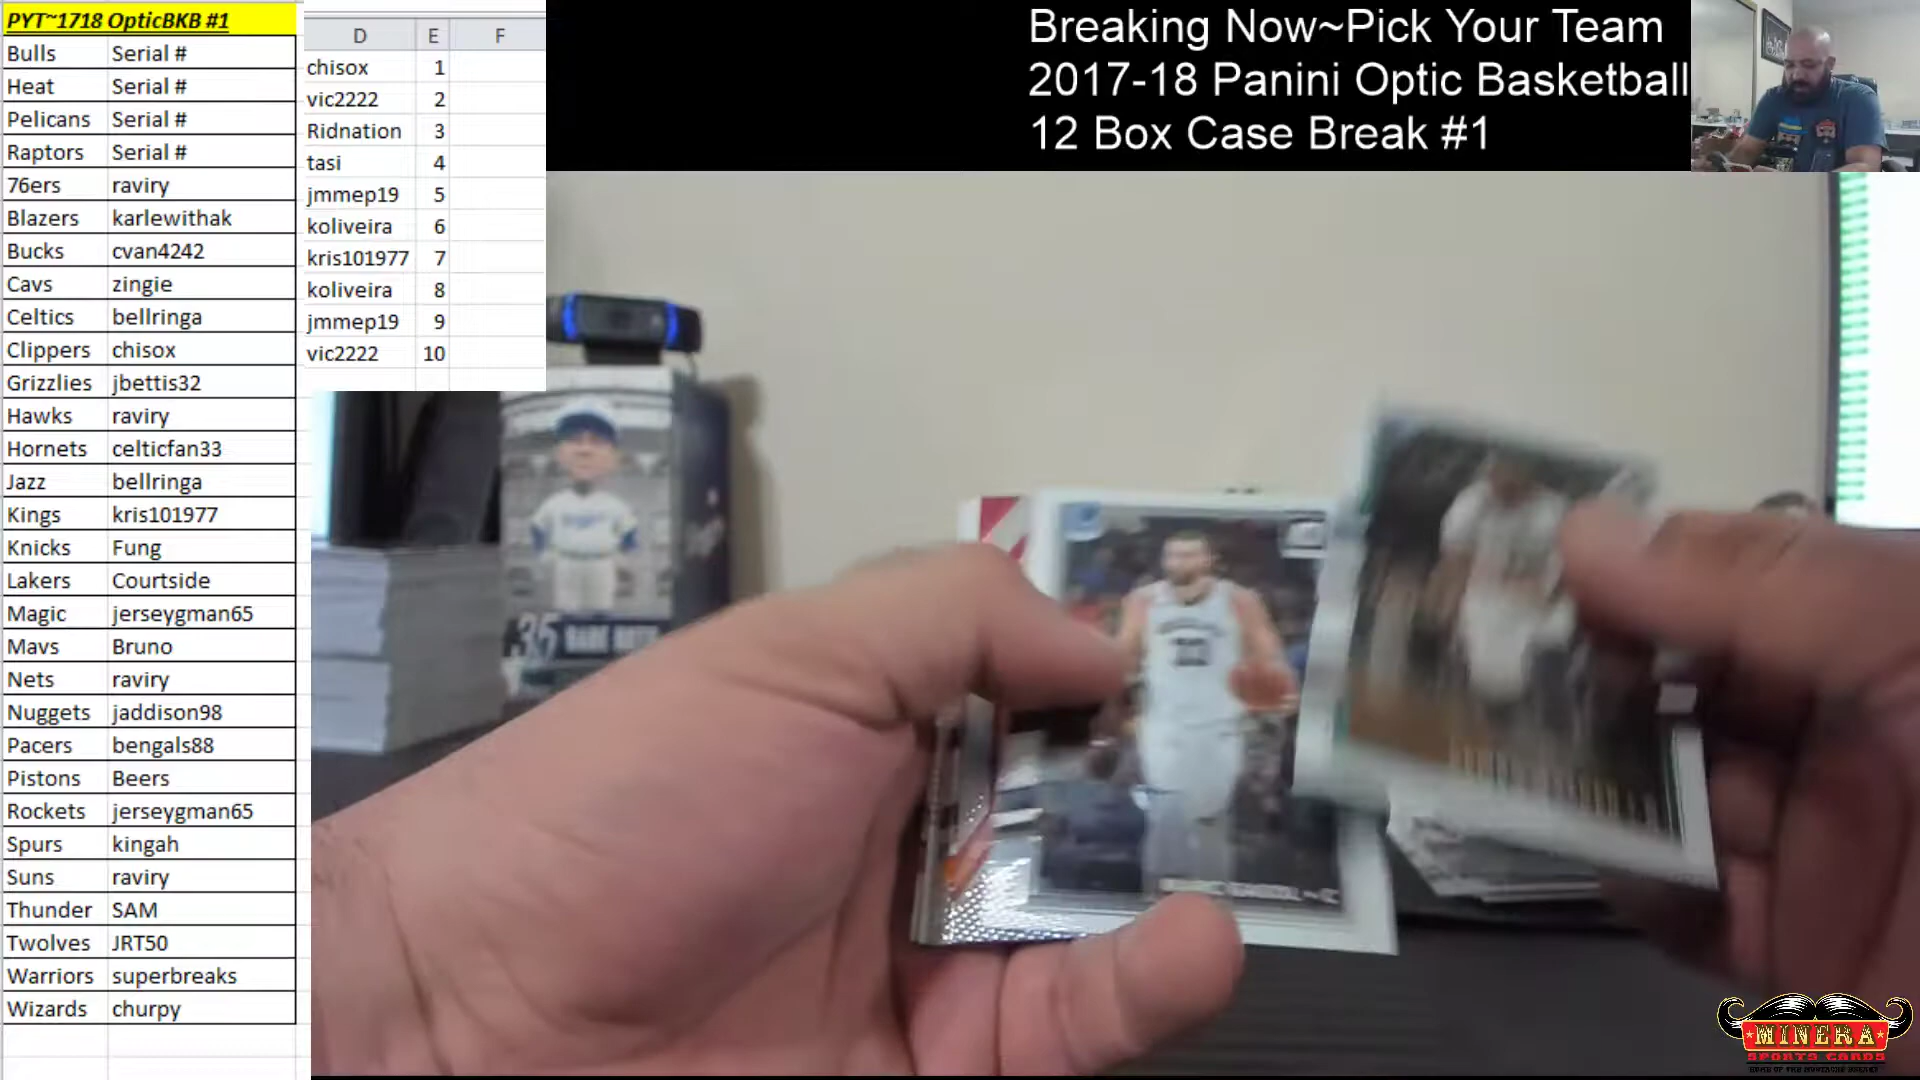 PYT~1718 OpticBKB #1
Bulls Serial #
Heat Serial #
Pelicans Serial #
Raptors Serial #
76ers raviry
Blazers karlewithak
Bucks cvan4242
Cavs zingie
Celtics bellringa
Clippers chisox
Grizzlies jbettis32
Hawks raviry
Hornets celticfan33
Jazz bellringa
Kings kris101977
Knicks Fung
Lakers Courtside
Magic jerseygman65
Mavs Bruno
Nets raviry
Nuggets jaddison98
Pacers bengals88
Pistons Beers
Rockets jerseygman65
Spurs kingah
Suns raviry
Thunder SAM
Twolves JRT50
Warriors superbreaks
Wizards churpy
D E F
chisox 1
vic2222 2
Ridnation 3
tasi 4
jmmep19 5
koliveira 6
kris101977 7
koliveira 8
jmmep19 9
vic2222 10
Breaking Now~Pick Your Team
2017-18 Panini Optic Basketball
12 Box Case Break #1
35
33
MINERA
SPORTS CARDS